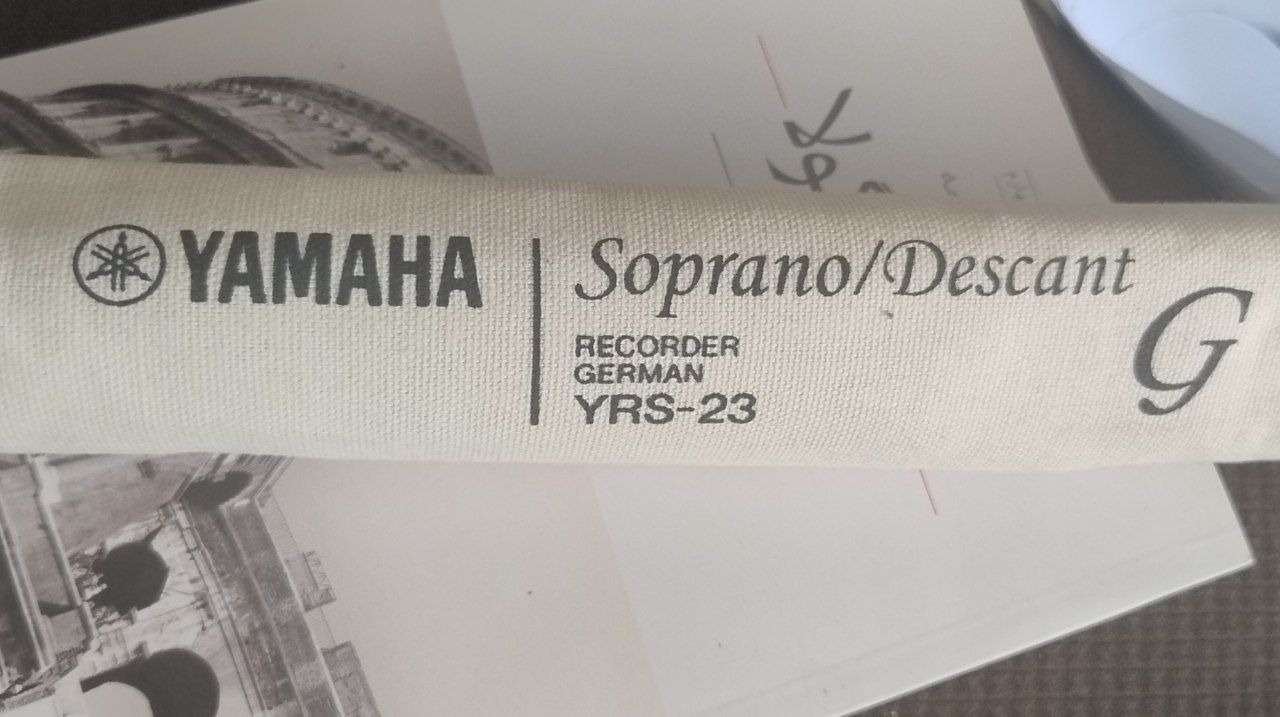 YAMAHA
Soprano/Descant
RECORDER
GERMAN
YRS-23
G